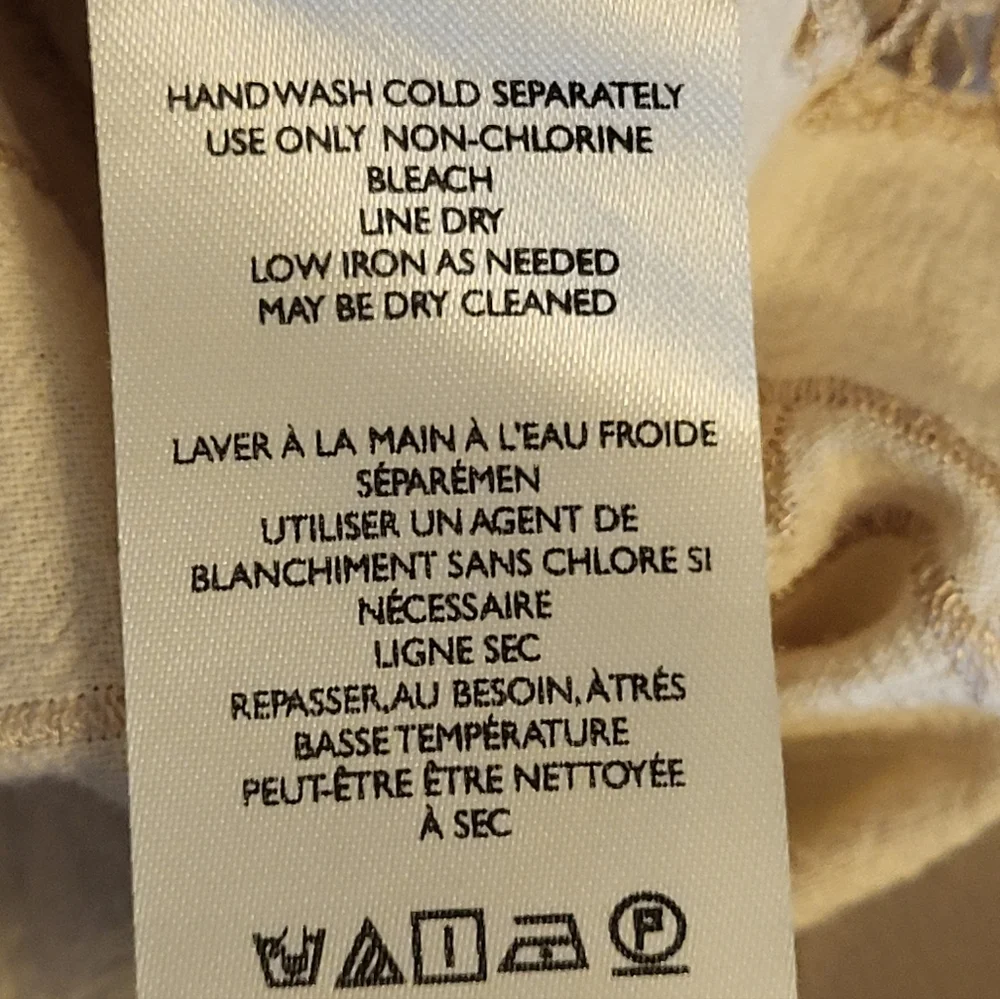 HANDWASH COLD SEPARATELY
USE ONLY NON-CHLORINE
BLEACH
LINE DRY
LOW IRON AS NEEDED
MAY BE DRY CLEANED
LAVER À LA MAIN À L'EAU FROIDE
SÉPARÉMEN
UTILISER UN AGENT DE
BLANCHIMENT SANS CHLORE SI
NÉCESSAIRE
LIGNE SEC
REPASSER,AU BESOIN,ÀTRÉS
BASSE TEMPÉRATURE
PEUT-ÊTRE ÊTRE NETTOYÉE
À SEC
P